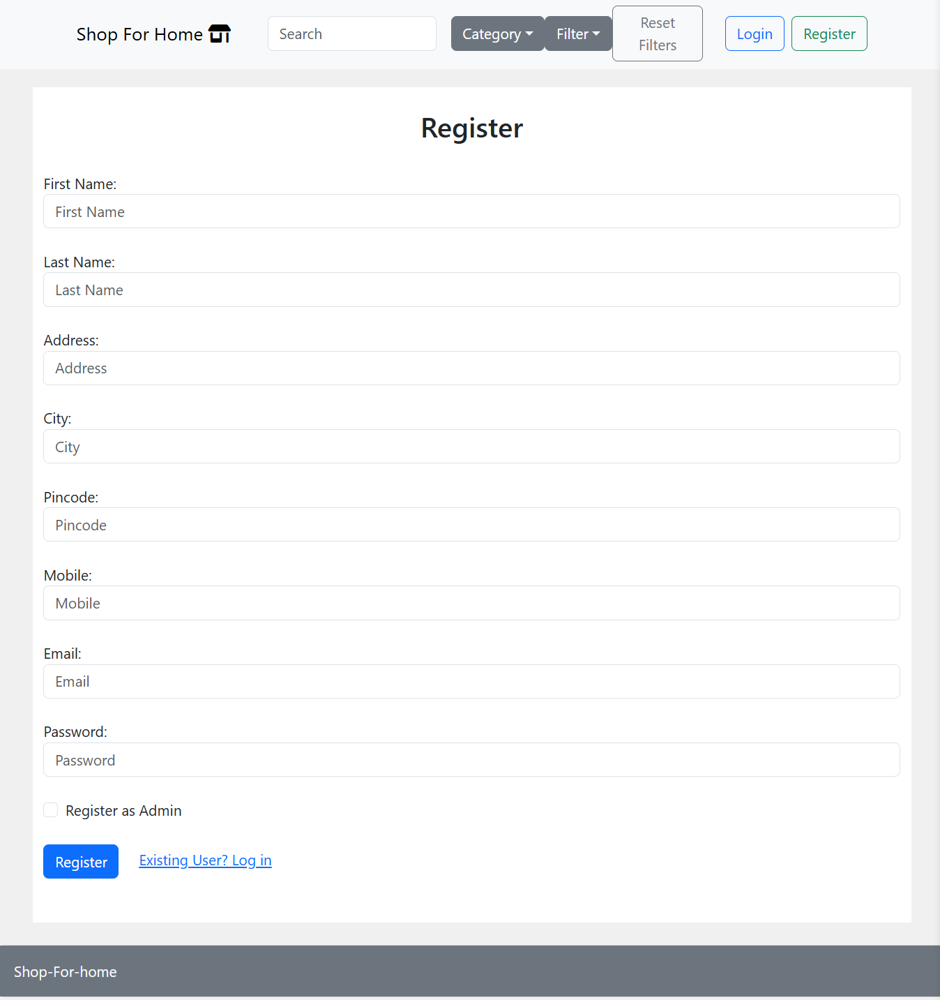 Shop For Home
Search
Category
Filter
Reset
Filters
Login
Register
Register
First Name:
First Name
Last Name:
Last Name
Address:
Address
City:
City
Pincode:
Pincode
Mobile:
Mobile
Email:
Email
Password:
Password
Register as Admin
Register
Existing User? Log in
Shop-For-home